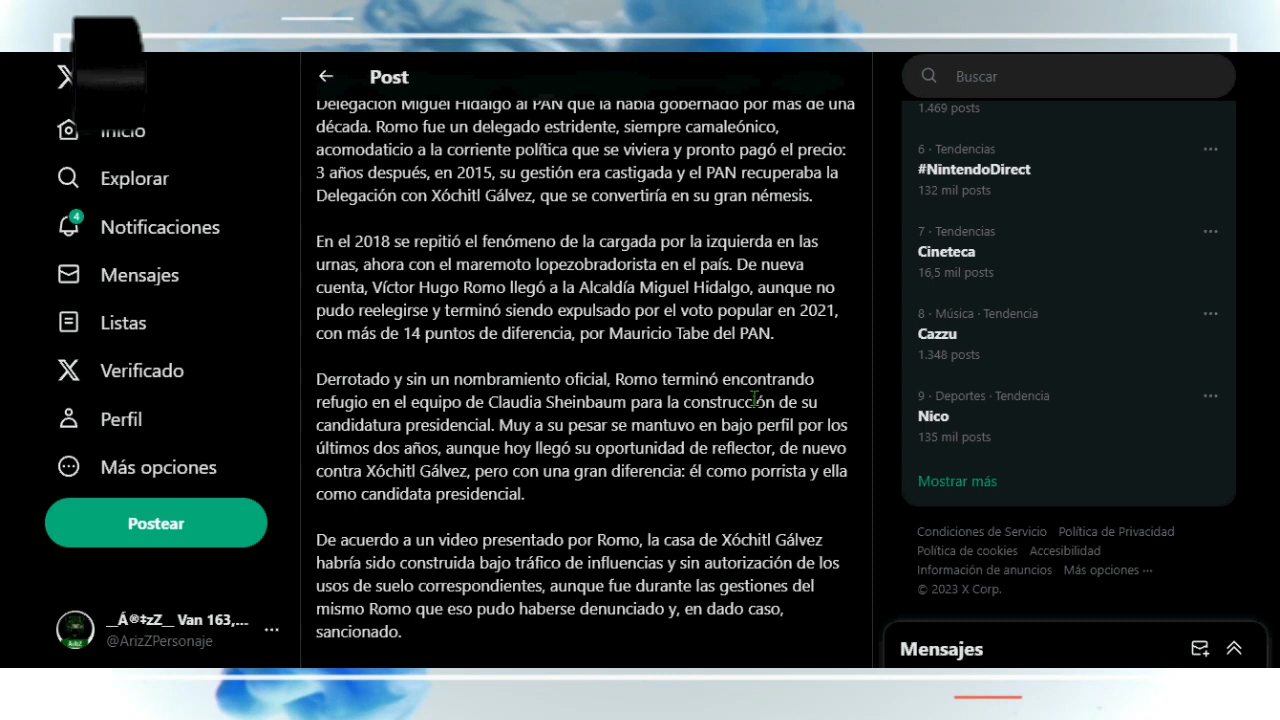 Inicio
Explorar
4
Notificaciones
Mensajes
Listas
Verificado
Perfil
Más opciones
Postear
__Á®‡zZ__ Van 163,...
@ArizZPersonaje
Post
Delegación Miguel Hidalgo al PAN que la había gobernado por más de una
década. Romo fue un delegado estridente, siempre camaleónico,
acomodaticio a la corriente política que se viviera y pronto pagó el precio:
3 años después, en 2015, su gestión era castigada y el PAN recuperaba la
Delegación con Xóchitl Gálvez, que se convertiría en su gran némesis.
En el 2018 se repitió el fenómeno de la cargada por la izquierda en las
urnas, ahora con el maremoto lopezobradorista en el país. De nueva
cuenta, Víctor Hugo Romo llegó a la Alcaldía Miguel Hidalgo, aunque no
pudo reelegirse y terminó siendo expulsado por el voto popular en 2021,
con más de 14 puntos de diferencia, por Mauricio Tabe del PAN.
Derrotado y sin un nombramiento oficial, Romo terminó encontrando
refugio en el equipo de Claudia Sheinbaum para la construcción de su
candidatura presidencial. Muy a su pesar se mantuvo en bajo perfil por los
últimos dos años, aunque hoy llegó su oportunidad de reflector, de nuevo
contra Xóchitl Gálvez, pero con una gran diferencia: él como porrista y ella
como candidata presidencial.
De acuerdo a un video presentado por Romo, la casa de Xóchitl Gálvez
habría sido construida bajo tráfico de influencias y sin autorización de los
usos de suelo correspondientes, aunque fue durante las gestiones del
mismo Romo que eso pudo haberse denunciado y, en dado caso,
sancionado.
Buscar
1.469 posts
6 · Tendencias
#NintendoDirect
132 mil posts
7 · Tendencias
Cineteca
16,5 mil posts
8 · Música · Tendencia
Cazzu
1.348 posts
9 · Deportes · Tendencia
Nico
135 mil posts
Mostrar más
Condiciones de Servicio Política de Privacidad
Política de cookies Accesibilidad
Información de anuncios Más opciones ···
© 2023 X Corp.
Mensajes